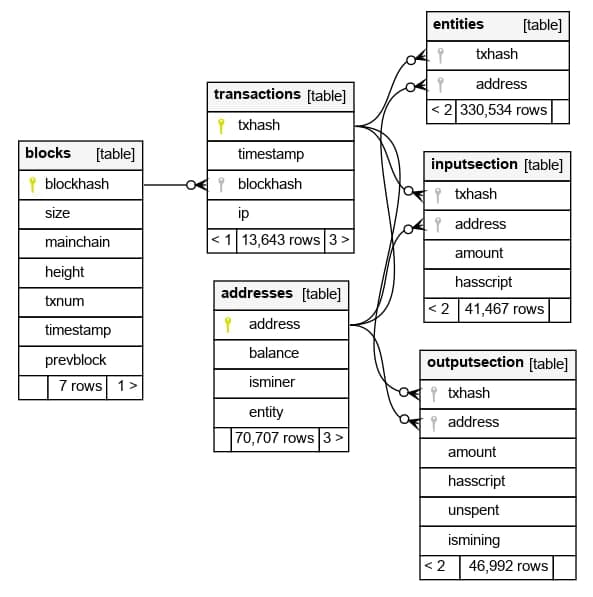 entities [table]
txhash
address
< 2 330,534 rows
transactions [table]
txhash
timestamp
blockhash
ip
< 1 13,643 rows 3 >
blocks [table]
blockhash
size
mainchain
height
txnum
timestamp
prevblock
7 rows 1 >
inputsection [table]
txhash
address
amount
hasscript
< 2 41,467 rows
addresses [table]
address
balance
isminer
entity
70,707 rows 3 >
outputsection [table]
txhash
address
amount
hasscript
unspent
ismining
< 2 46,992 rows